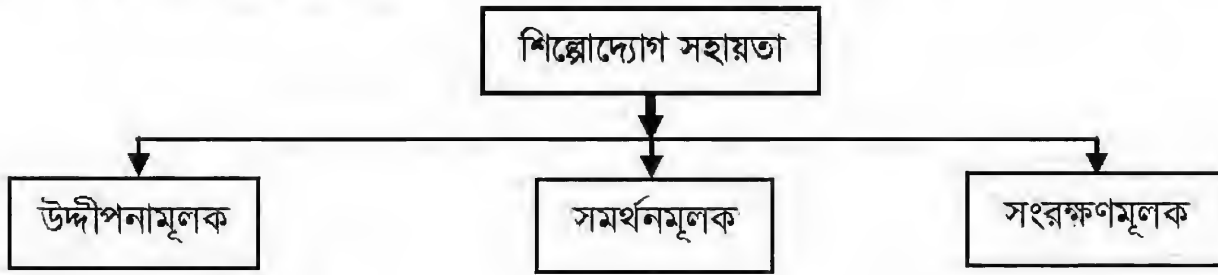 শিল্পোদ্যোগ সহায়তা
উদ্দীপনামূলক
সমর্থনমূলক
সংরক্ষণমূলক